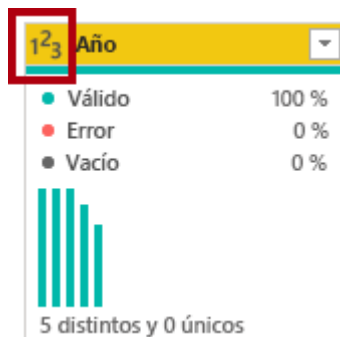 1²3 Año
Válido 100 %
Error 0 %
Vacío 0 %
5 distintos y 0 únicos